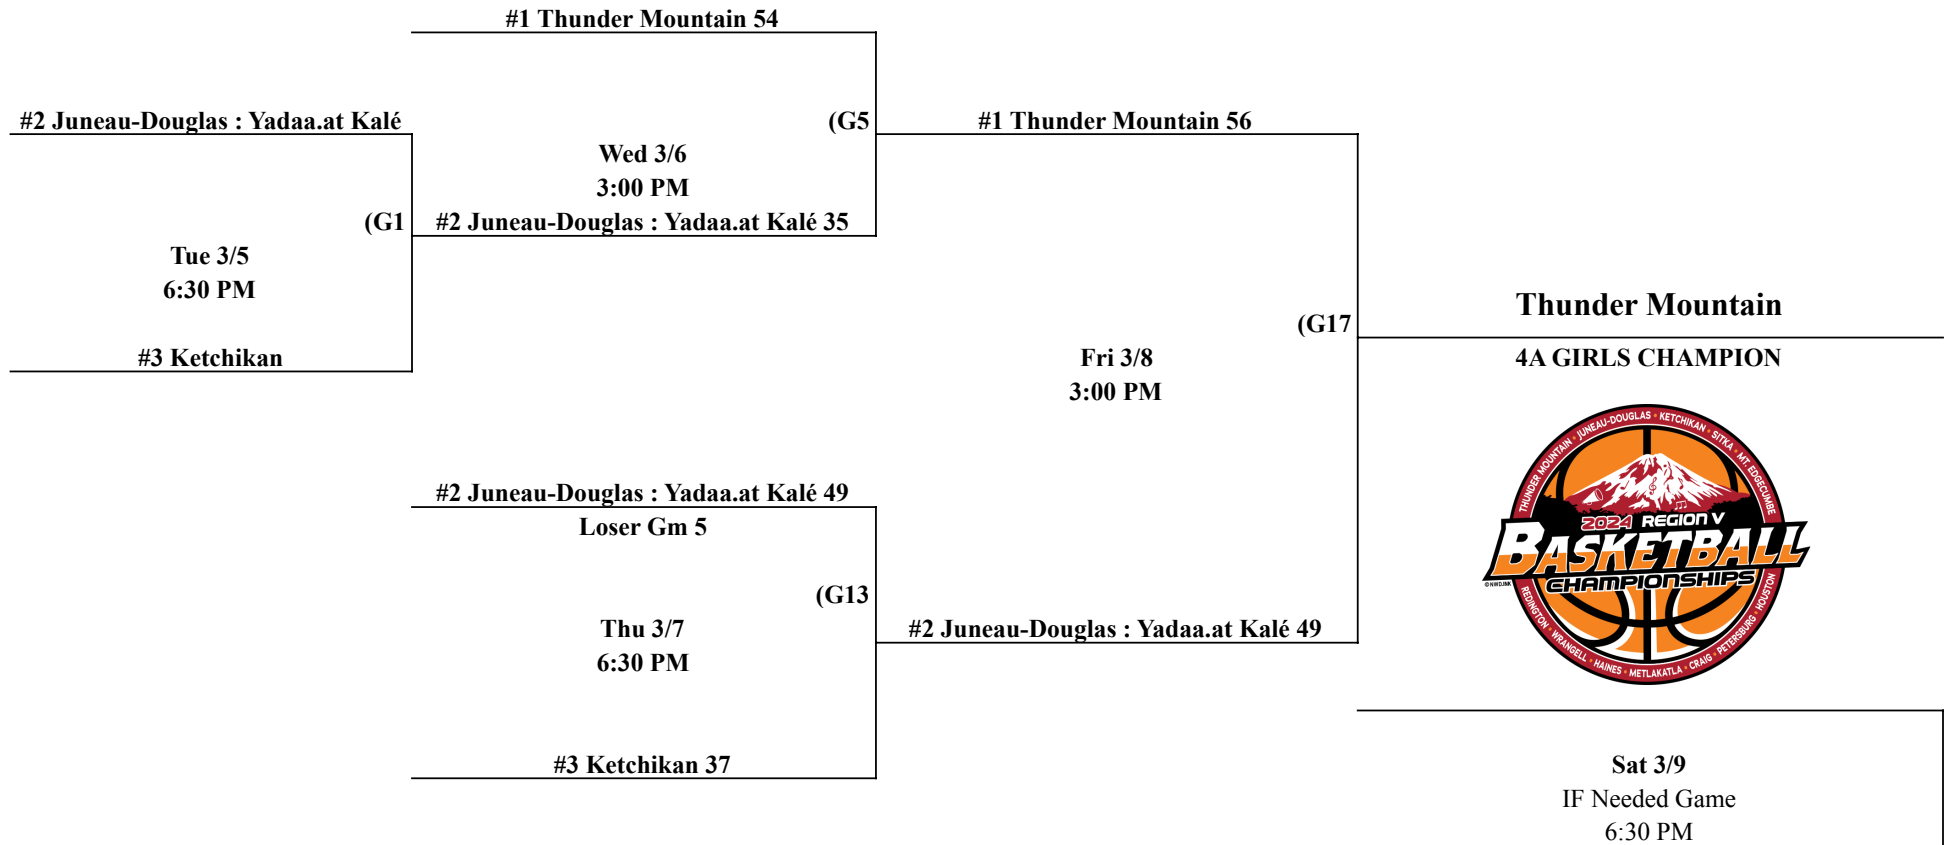 #1 Thunder Mountain 54
#2 Juneau-Douglas : Yadaa.at Kalé
(G5
#1 Thunder Mountain 56
Wed 3/6
3:00 PM
(G1
#2 Juneau-Douglas : Yadaa.at Kalé 35
Tue 3/5
6:30 PM
Thunder Mountain
(G17
#3 Ketchikan
Fri 3/8
3:00 PM
4A GIRLS CHAMPION
#2 Juneau-Douglas : Yadaa.at Kalé 49
Loser Gm 5
(G13
Thu 3/7
6:30 PM
#2 Juneau-Douglas : Yadaa.at Kalé 49
#3 Ketchikan 37
THUNDER MOUNTAIN • JUNEAU-DOUGLAS • KETCHIKAN • SITKA • MT. EDGECUMBE
2024 REGION V
BASKETBALL
CHAMPIONSHIPS
REDINGTON • WRANGELL • HAINES • METLAKATLA • CRAIG • PETERSBURG • HOUSTON
Sat 3/9
IF Needed Game
6:30 PM